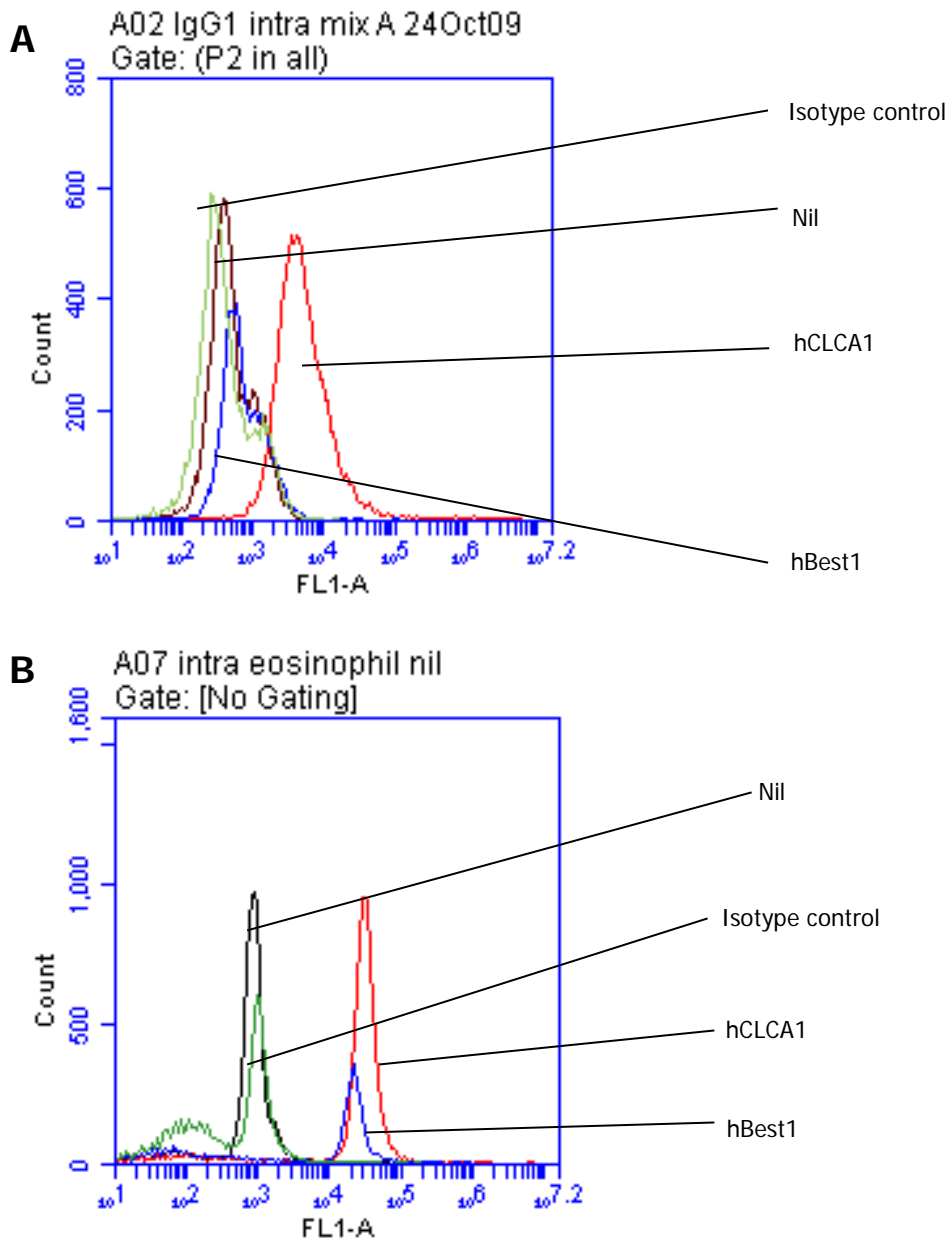 A
A02 IgG1 intra mix A 24Oct09
Gate: (P2 in all)
800
600
400
200
0
Count
10^1 10^2 10^3 10^4 10^5 10^6 10^7.2
FL1-A
Isotype control
Nil
hCLCA1
hBest1
B
A07 intra eosinophil nil
Gate: [No Gating]
1,600
1,000
500
0
Count
10^1 10^2 10^3 10^4 10^5 10^6 10^7.2
FL1-A
Nil
Isotype control
hCLCA1
hBest1